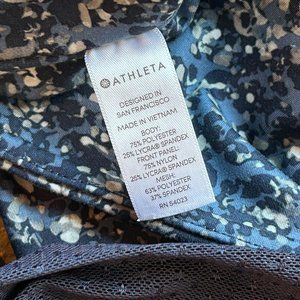 ATHLETA
DESIGNED IN
SAN FRANCISCO
MADE IN VIETNAM
BODY:
75% POLYESTER
25% LYCRA® SPANDEX
FRONT PANEL:
75% NYLON
25% LYCRA® SPANDEX
MESH:
63% POLYESTER
37% SPANDEX
RN 54023